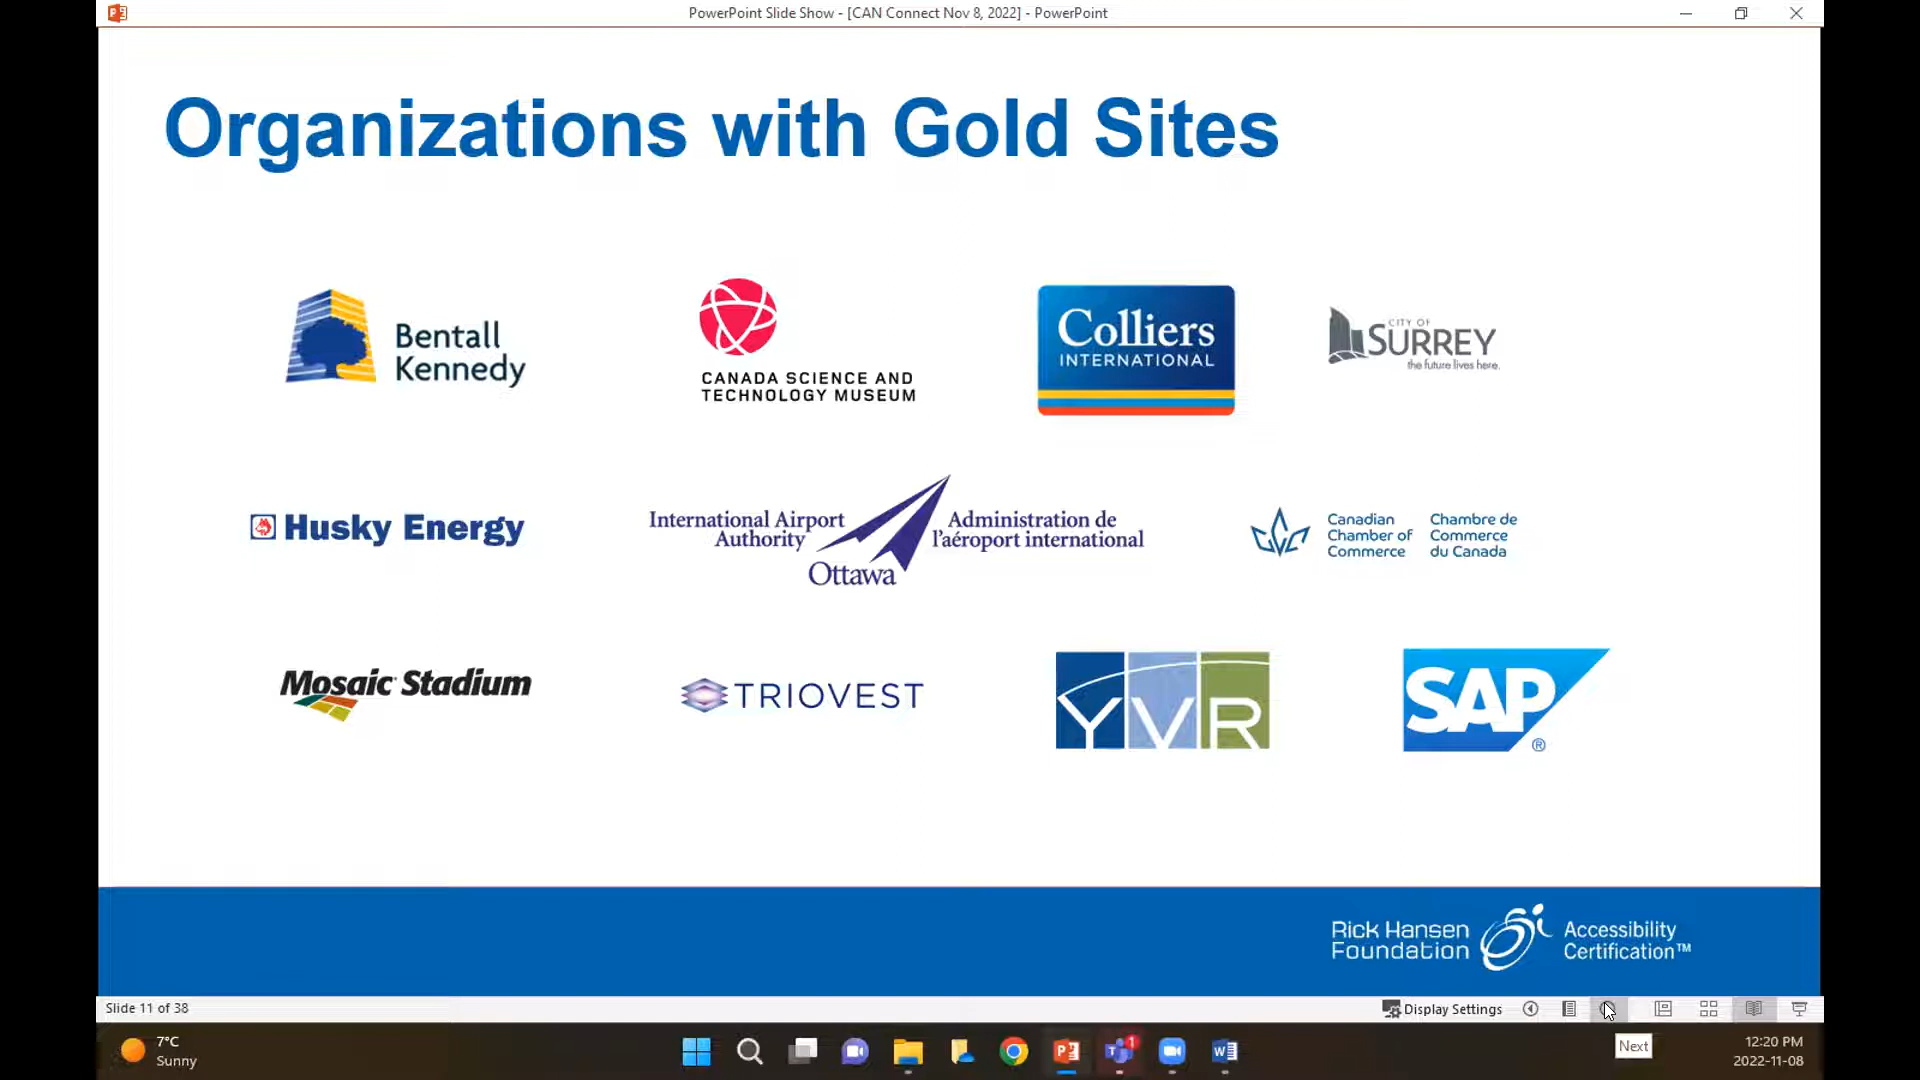 PowerPoint Slide Show - [CAN Connect Nov 8, 2022] - PowerPoint
Organizations with Gold Sites
Bentall
Kennedy
CANADA SCIENCE AND
TECHNOLOGY MUSEUM
Colliers
INTERNATIONAL
CITY OF
SURREY
the future lives here.
Husky Energy
International Airport
Authority
Ottawa
Administration de
l'aéroport international
Canadian
Chamber of
Commerce
Chambre de
Commerce
du Canada
Mosaic Stadium
TRIOVEST
YVR
SAP®
Rick Hansen
Foundation
Accessibility
Certification™
Slide 11 of 38
Display Settings
7°C
Sunny
1
Next
12:20 PM
2022-11-08